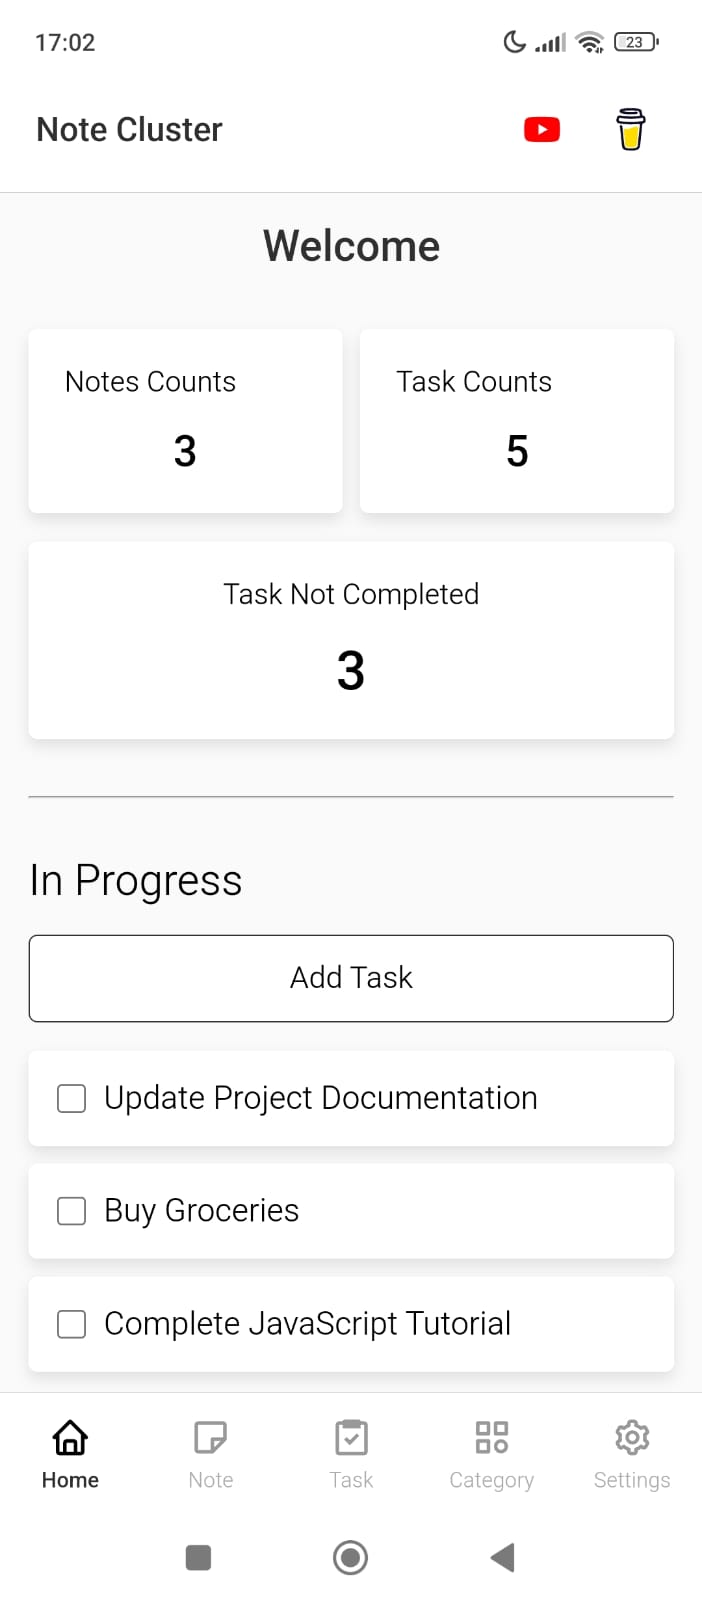 17:02
23
Note Cluster
Welcome
Notes Counts
Task Counts
3
5
Task Not Completed
3
In Progress
Add Task
Update Project Documentation
Buy Groceries
Complete JavaScript Tutorial
Home
Note
Task
Category
Settings